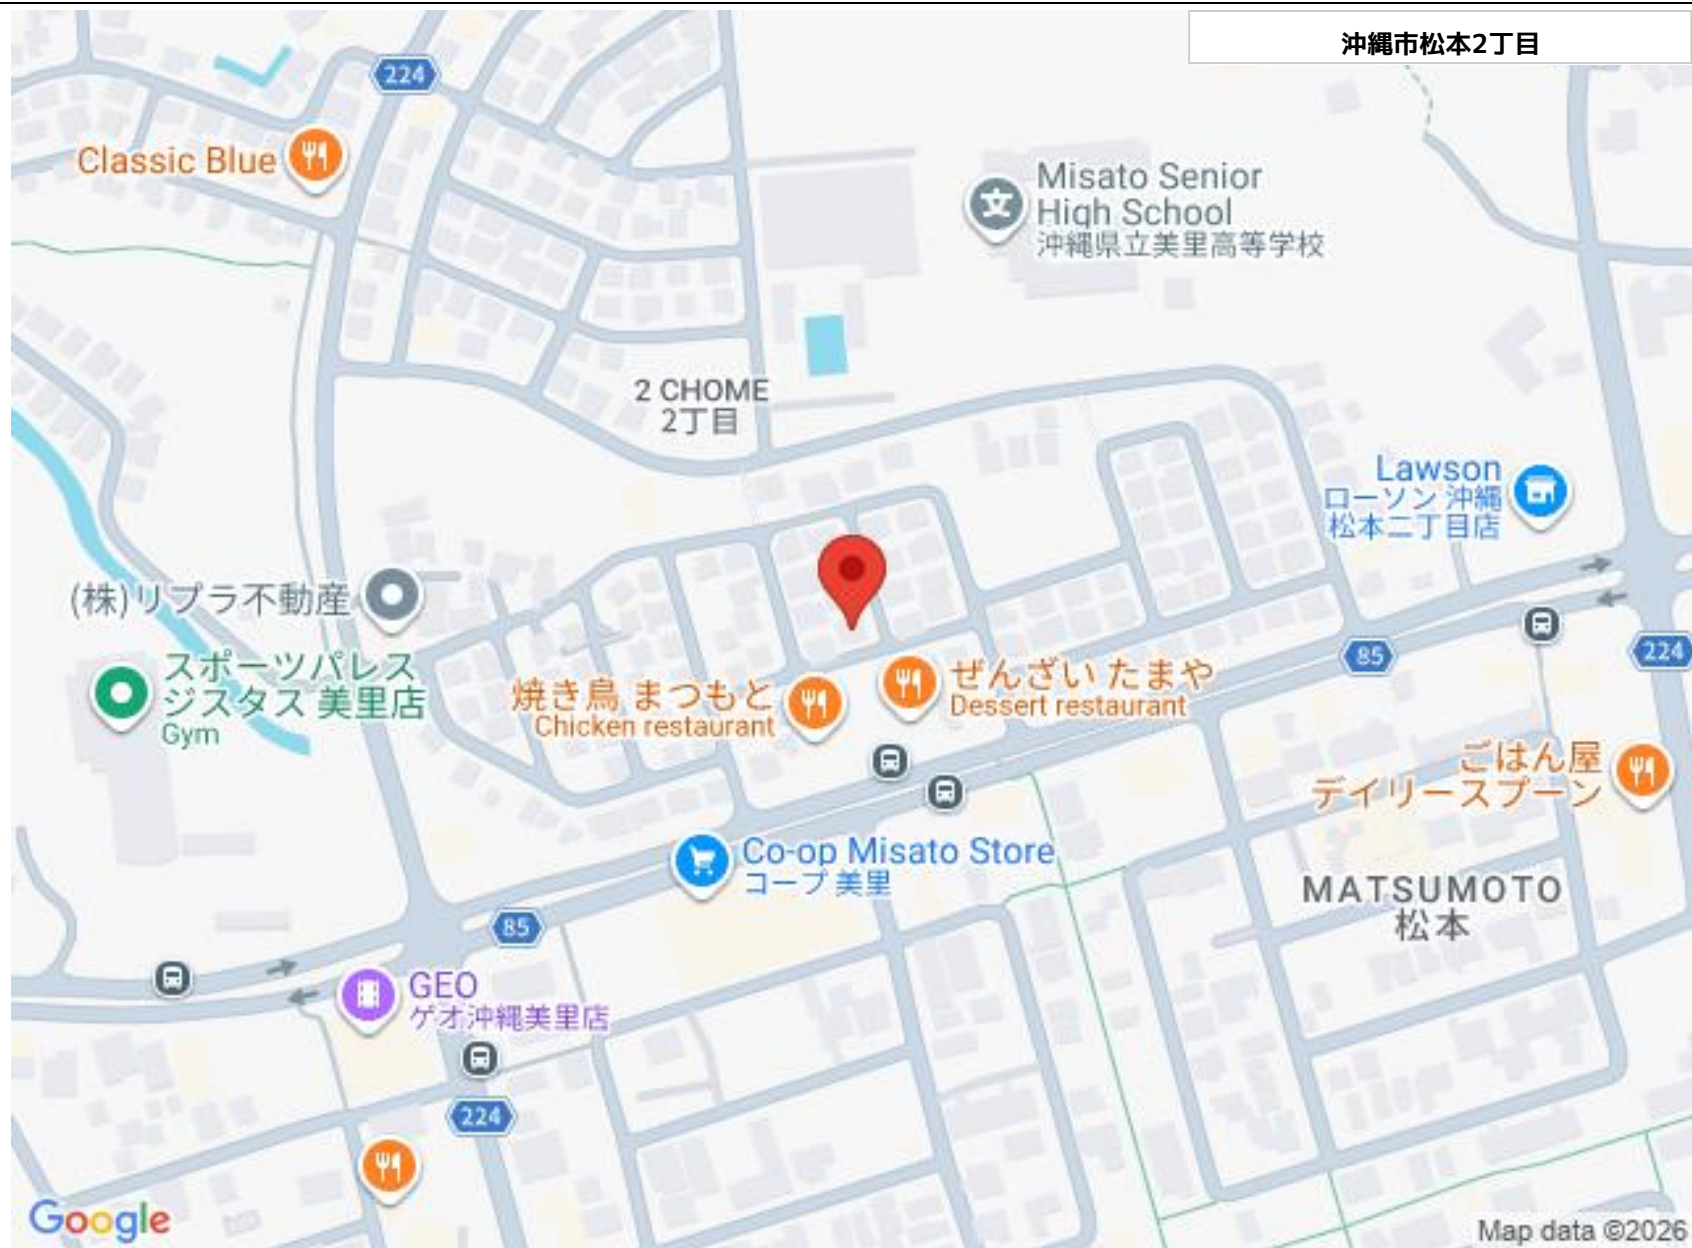 沖縄市松本2丁目
224
Classic Blue
Misato Senior
High School
沖縄県立美里高等学校
2 CHOME
2丁目
Lawson
ローソン 沖縄
松本二丁目店
(株)リプラ不動産
スポーツパレス
ジスタス 美里店
Gym
焼き鳥 まつもと
Chicken restaurant
ぜんざい たまや
Dessert restaurant
85
224
ごはん屋
デイリースプーン
Co-op Misato Store
コープ 美里
MATSUMOTO
松本
85
GEO
ゲオ沖縄美里店
224
Google
Map data ©2026